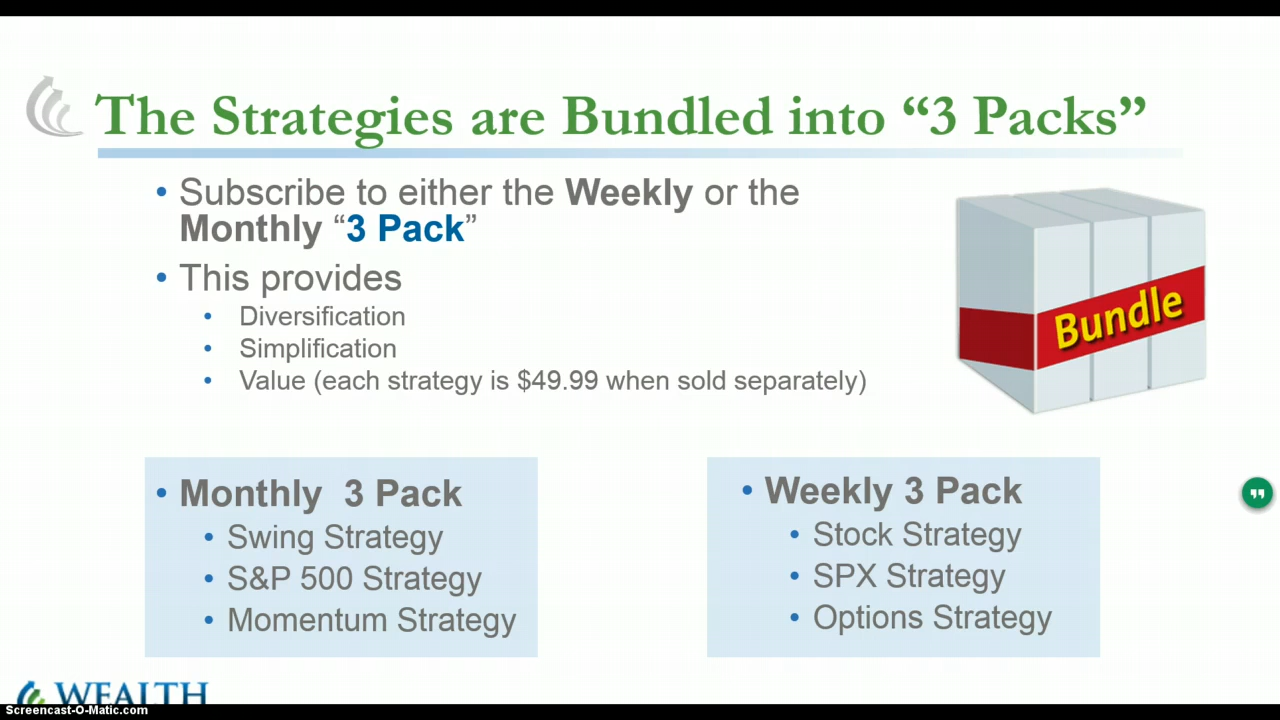 The Strategies are Bundled into “3 Packs”
• Subscribe to either the Weekly or the
Monthly “3 Pack”
• This provides
• Diversification
• Simplification
• Value (each strategy is $49.99 when sold separately)
Bundle
• Monthly 3 Pack
• Swing Strategy
• S&P 500 Strategy
• Momentum Strategy
• Weekly 3 Pack
• Stock Strategy
• SPX Strategy
• Options Strategy
WEALTH
Screencast-O-Matic.com